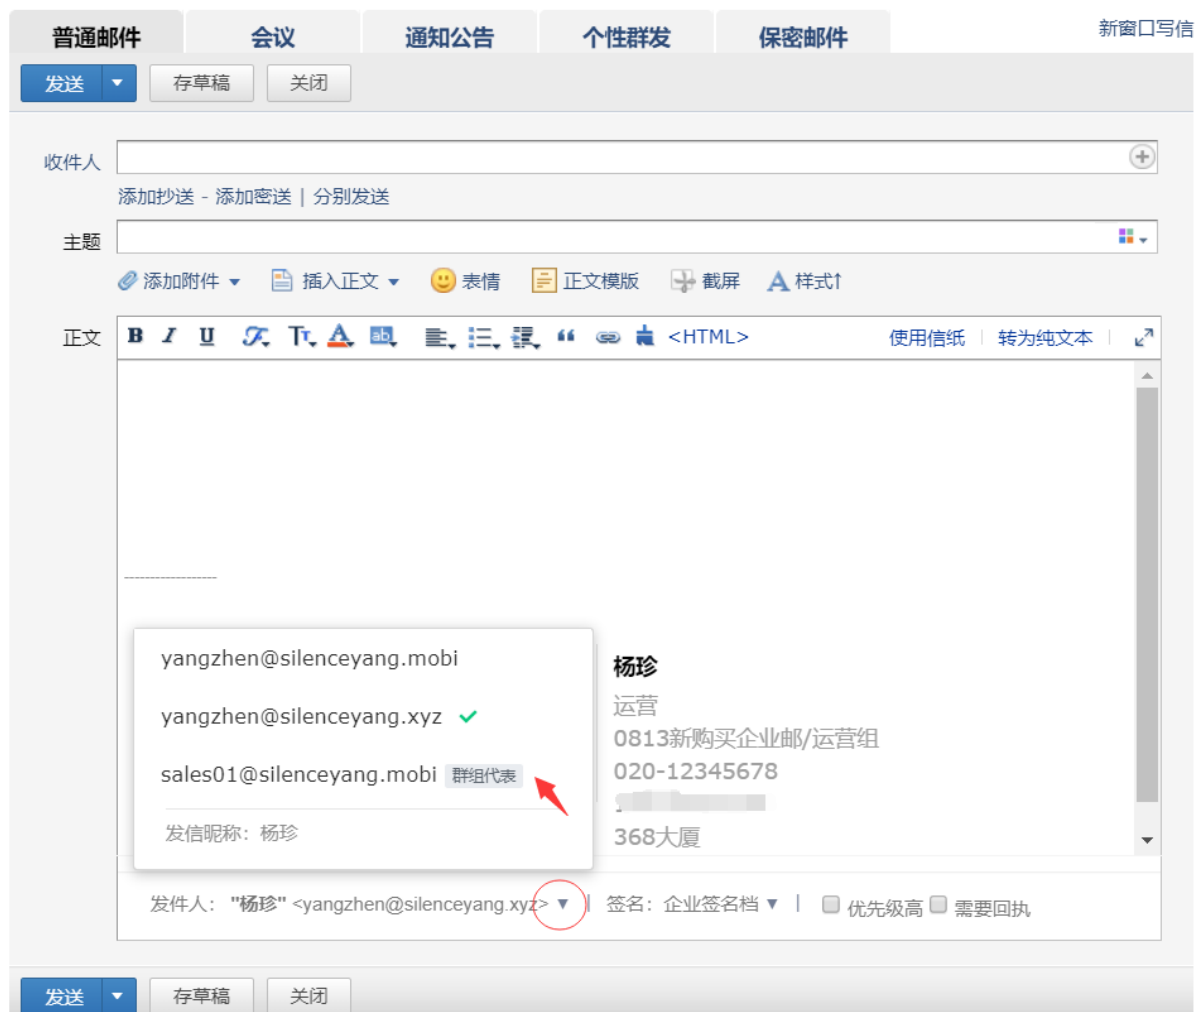 普通邮件 会议 通知公告 个性群发 保密邮件 新窗口写信
发送 存草稿 关闭
收件人
添加抄送 - 添加密送 | 分别发送
主题
添加附件 插入正文 表情 正文模版 截屏 A 样式↑
正文 B I U <HTML> 使用信纸 转为纯文本
------------------
yangzhen@silenceyang.mobi
yangzhen@silenceyang.xyz
sales01@silenceyang.mobi 群组代表
发信昵称：杨珍
杨珍
运营
0813新购买企业邮/运营组
020-12345678
368大厦
发件人："杨珍" <yangzhen@silenceyang.xyz> | 签名：企业签名档 | 优先级高 需要回执
发送 存草稿 关闭